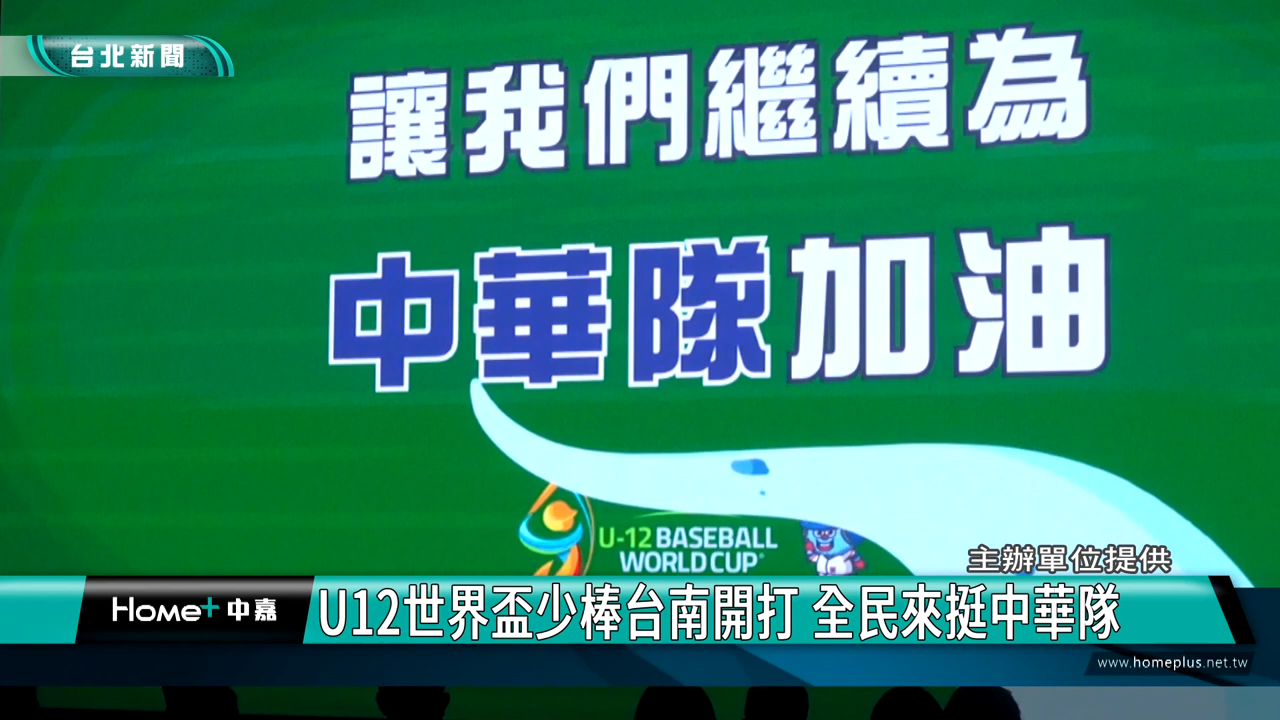 台北新聞
讓我們繼續為
中華隊加油
U-12 BASEBALL
WORLD CUP
主辦單位提供
Home+中嘉
U12世界盃少棒台南開打 全民來挺中華隊
www.homeplus.net.tw